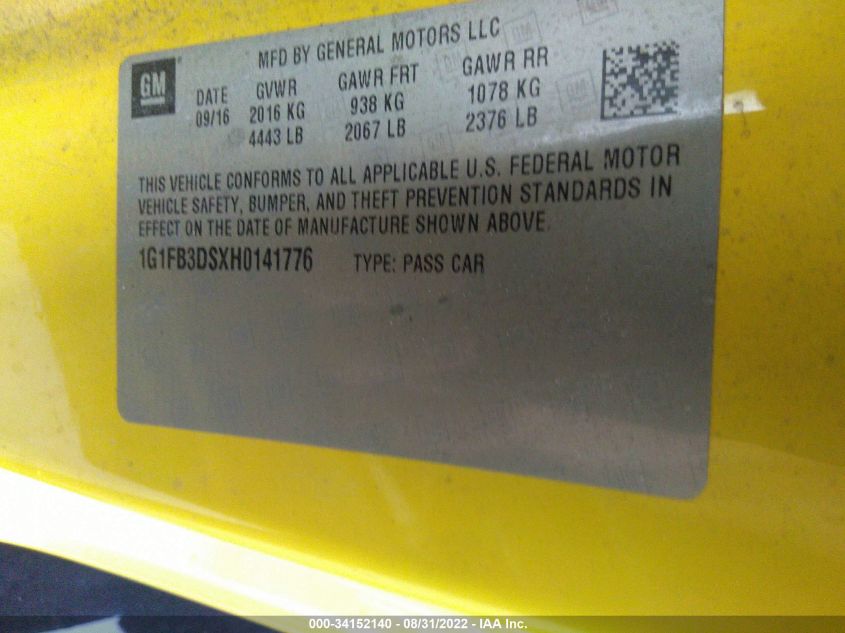 MFD BY GENERAL MOTORS LLC
GM
DATE GVWR GAWR FRT GAWR RR
09/16 2016 KG 938 KG 1078 KG
4443 LB 2067 LB 2376 LB
THIS VEHICLE CONFORMS TO ALL APPLICABLE U.S. FEDERAL MOTOR
VEHICLE SAFETY, BUMPER, AND THEFT PREVENTION STANDARDS IN
EFFECT ON THE DATE OF MANUFACTURE SHOWN ABOVE.
1G1FB3DSXH0141776 TYPE: PASS CAR
000-34152140 - 08/31/2022 - IAA Inc.